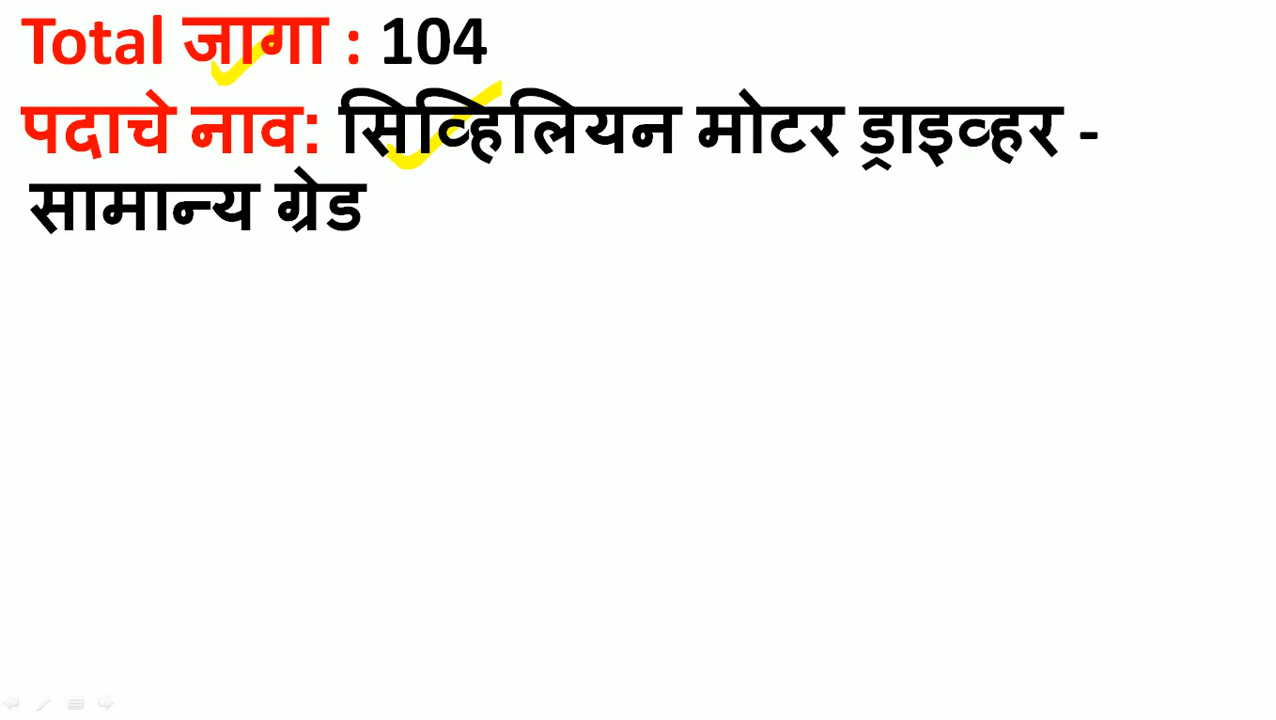 Total जागा : 104
पदाचे नाव: सिव्हिलियन मोटर ड्राइव्हर -
सामान्य ग्रेड